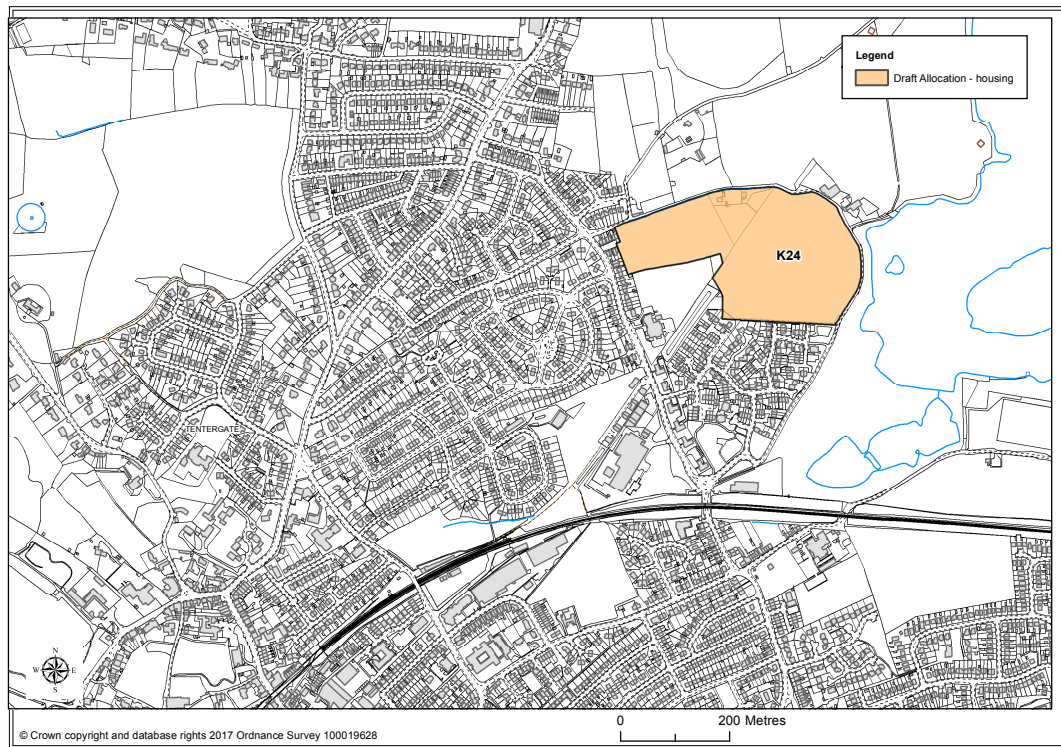 Legend
Draft Allocation - housing
K24
TENTERGATE
N
W E
S
0 200 Metres
© Crown copyright and database rights 2017 Ordnance Survey 100019628